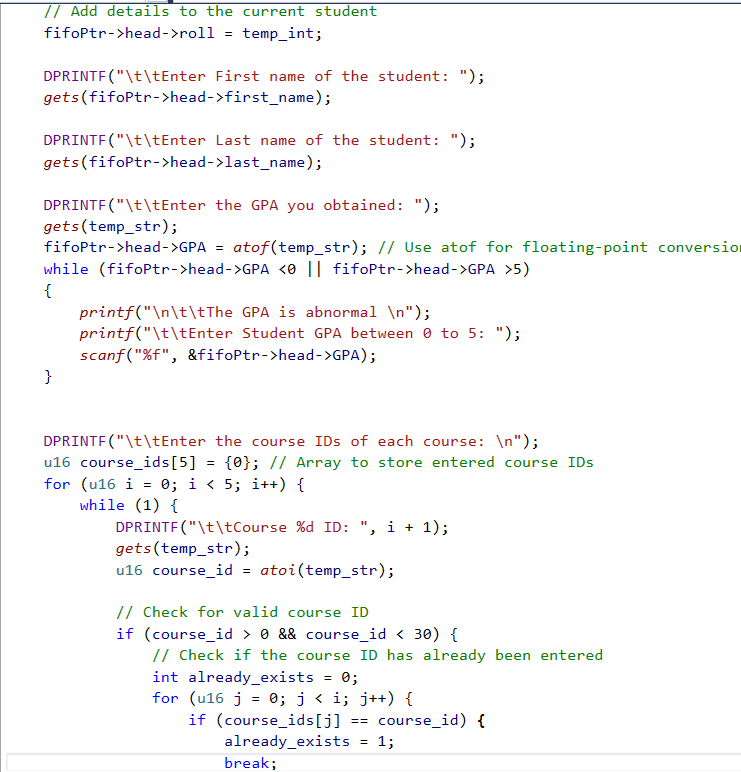 // Add details to the current student
fifoPtr->head->roll = temp_int;
DPRINTF("\t\tEnter First name of the student: ");
gets(fifoPtr->head->first_name);
DPRINTF("\t\tEnter Last name of the student: ");
gets(fifoPtr->head->last_name);
DPRINTF("\t\tEnter the GPA you obtained: ");
gets(temp_str);
fifoPtr->head->GPA = atof(temp_str); // Use atof for floating-point conversion
while (fifoPtr->head->GPA <0 || fifoPtr->head->GPA >5)
{
    printf("\n\t\tThe GPA is abnormal \n");
    printf("\t\tEnter Student GPA between 0 to 5: ");
    scanf("%f", &fifoPtr->head->GPA);
}
DPRINTF("\t\tEnter the course IDs of each course: \n");
u16 course_ids[5] = {0}; // Array to store entered course IDs
for (u16 i = 0; i < 5; i++) {
    while (1) {
        DPRINTF("\t\tCourse %d ID: ", i + 1);
        gets(temp_str);
        u16 course_id = atoi(temp_str);
        // Check for valid course ID
        if (course_id > 0 && course_id < 30) {
            // Check if the course ID has already been entered
            int already_exists = 0;
            for (u16 j = 0; j < i; j++) {
                if (course_ids[j] == course_id) {
                    already_exists = 1;
                    break;